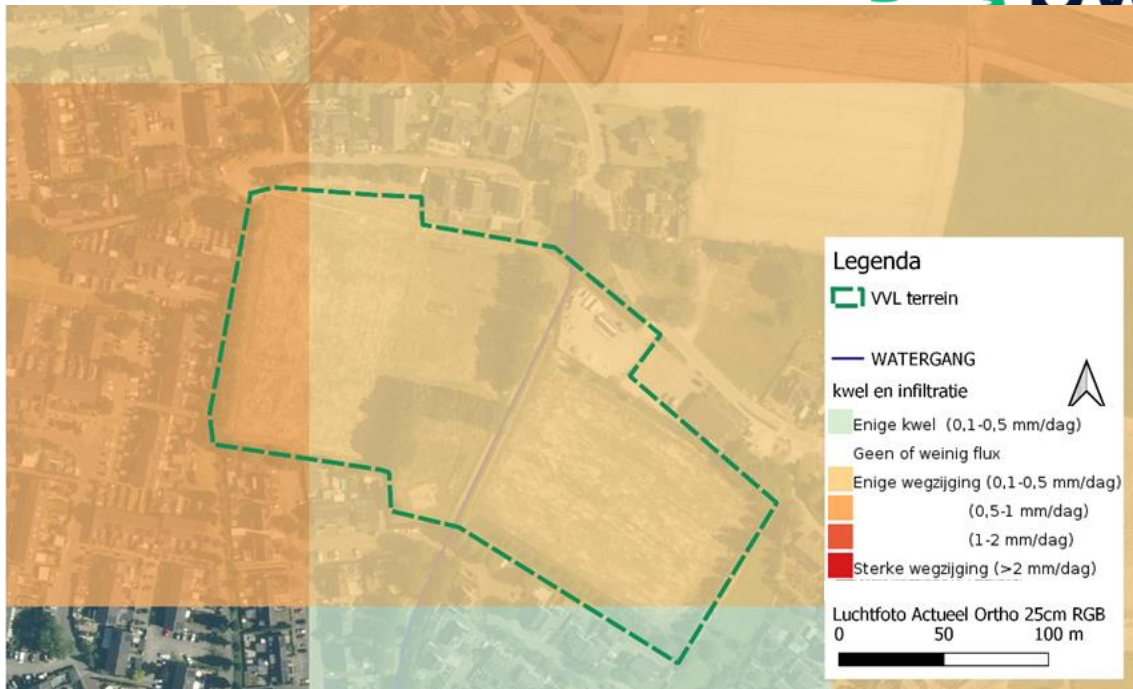 Legenda
VVL terrein
WATERGANG
kwel en infiltratie
Enige kwel (0,1-0,5 mm/dag)
Geen of weinig flux
Enige wegzijging (0,1-0,5 mm/dag)
(0,5-1 mm/dag)
(1-2 mm/dag)
Sterke wegzijging (>2 mm/dag)
Luchtfoto Actueel Ortho 25cm RGB
0 50 100 m